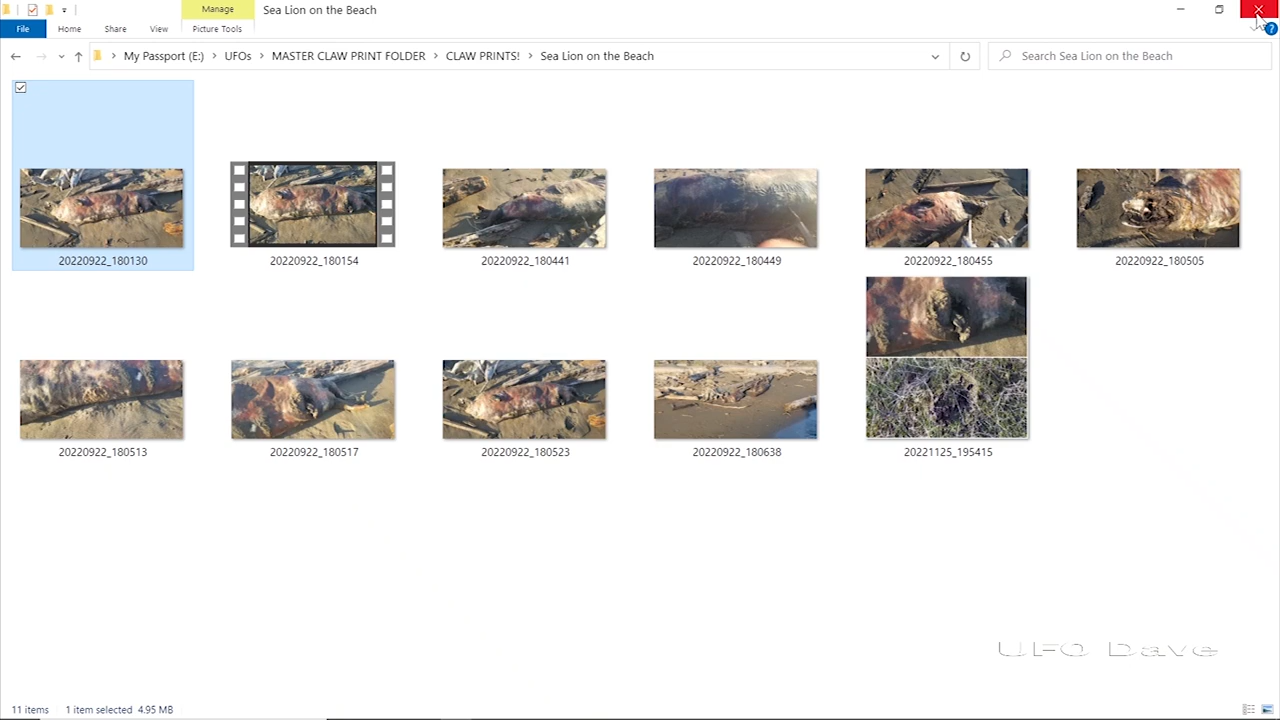 Manage
Sea Lion on the Beach
File
Home
Share
View
Picture Tools
My Passport (E:)
UFOs
MASTER CLAW PRINT FOLDER
CLAW PRINTS!
Sea Lion on the Beach
Search Sea Lion on the Beach
20220922_180130
20220922_180154
20220922_180441
20220922_180449
20220922_180455
20220922_180505
20220922_180513
20220922_180517
20220922_180523
20220922_180638
20221125_195415
UFO Dave
11 items
1 item selected 4.95 MB